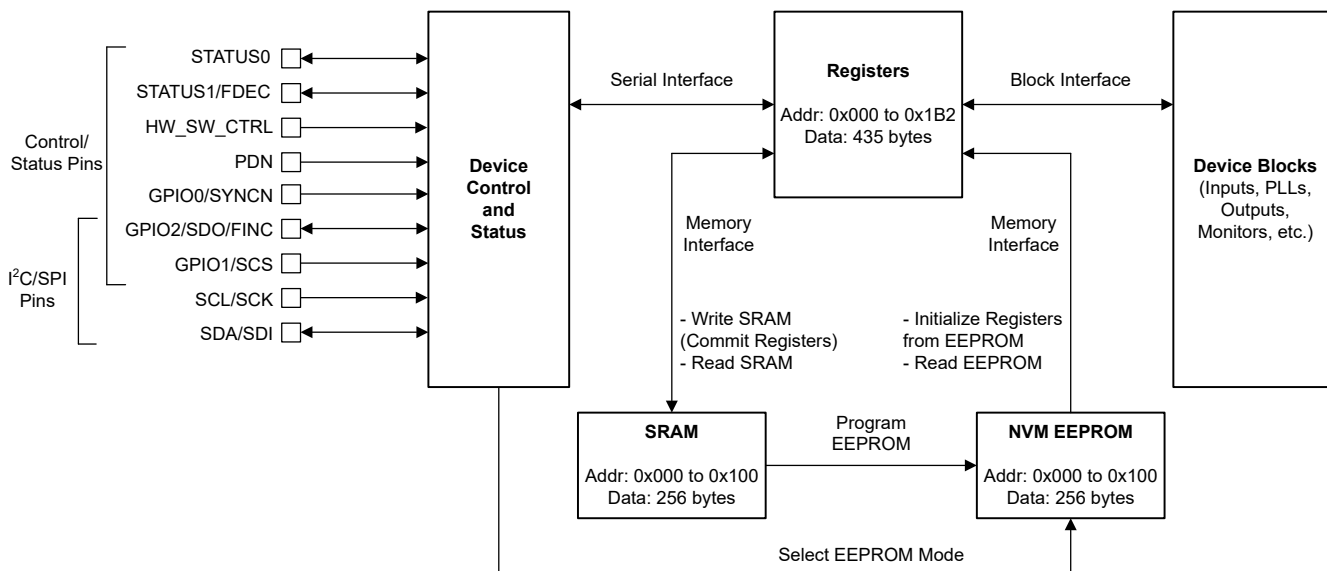 STATUS0
STATUS1/FDEC
HW_SW_CTRL
PDN
GPIO0/SYNCN
GPIO2/SDO/FINC
GPIO1/SCS
SCL/SCK
SDA/SDI
Control/
Status Pins
I²C/SPI
Pins
Device
Control
and
Status
Serial Interface
Registers
Addr: 0x000 to 0x1B2
Data: 435 bytes
Block Interface
Device Blocks
(Inputs, PLLs,
Outputs,
Monitors, etc.)
Memory
Interface
Memory
Interface
- Write SRAM
(Commit Registers)
- Read SRAM
- Initialize Registers
from EEPROM
- Read EEPROM
SRAM
Addr: 0x000 to 0x100
Data: 256 bytes
Program
EEPROM
NVM EEPROM
Addr: 0x000 to 0x100
Data: 256 bytes
Select EEPROM Mode